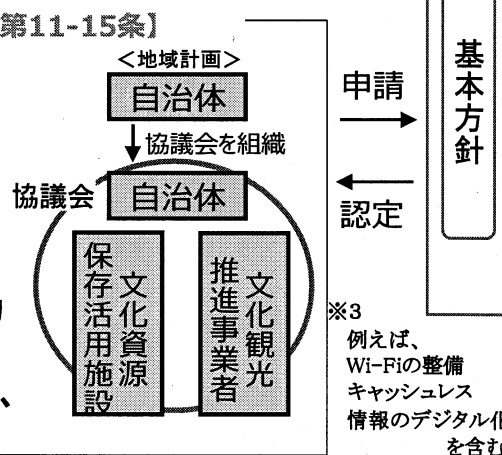 第11-15条】
<地域計画>
自治体
協議会を組織
協議会
自治体
文化資源
保存活用施設
文化観光
推進事業者
申請
認定
基本方針
※3
例えば、
Wi-Fiの整備
キャッシュレス
情報のデジタル化
を含む
、